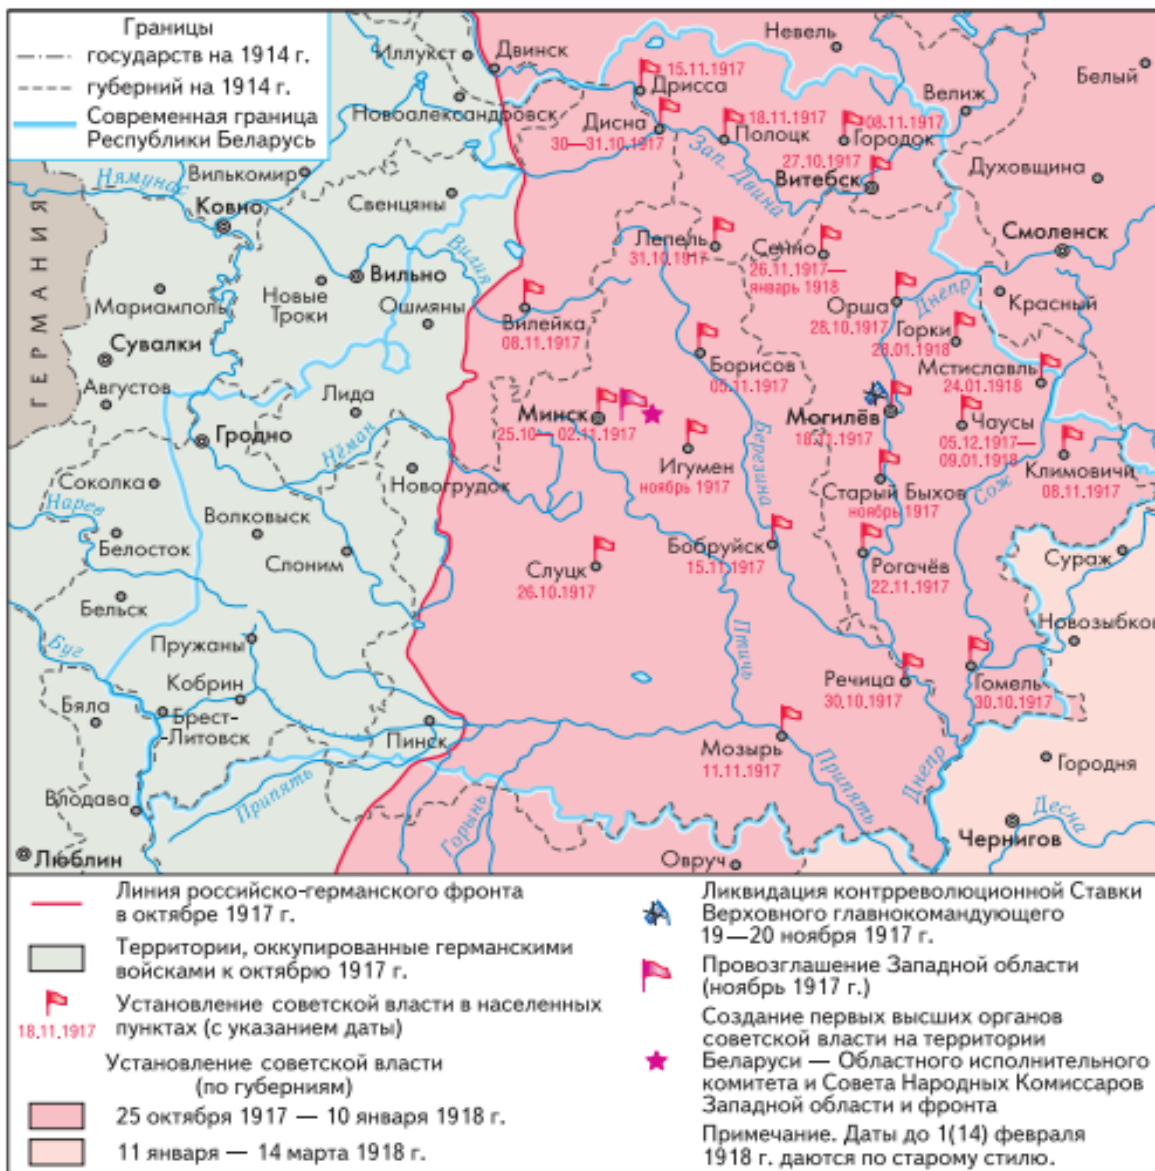 Границы
государств на 1914 г.
губерний на 1914 г.
Современная граница
Республики Беларусь
Иллукст
Двинск
Невель
Белый
15.11.1917
Дрисса
Велиж
Новоалександровск
Дисна
30—31.10.1917
18.11.1917
Полоцк
08.11.1917
Городок
27.10.1917
Витебск
Зап. Двина
Духовщина
Нямунас
Вилькомир
Ковно
Свенцяны
Вилия
Лепель
31.10.1917
Сенно
26.11.1917—
январь 1918
Смоленск
ГЕРМАНИЯ
Вильно
Новые
Троки
Ошмяны
Мариамполь
Вилейка
08.11.1917
Орша
28.10.1917
Днепр
Красный
Горки
28.01.1918
Сувалки
Борисов
05.11.1917
Мстиславль
24.01.1918
Августов
Лида
Минск
25.10— 02.11.1917
Могилёв
18.11.1917
Чаусы
05.12.1917—
09.01.1918
Гродно
Нёман
Березина
Игумен
ноябрь 1917
Климовичи
08.11.1917
Соколка
Новогрудок
Старый Быхов
ноябрь 1917
Сож
Нарев
Волковыск
Белосток
Слоним
Слуцк
26.10.1917
Бобруйск
15.11.1917
Рогачёв
22.11.1917
Сураж
Бельск
Новозыбков
Буг
Пружаны
Птичь
Кобрин
Речица
30.10.1917
Гомель
30.10.1917
Бяла
Брест-
-Литовск
Пинск
Мозырь
11.11.1917
Городня
Припять
Припять
Днепр
Влодава
Горынь
Десна
Чернигов
Люблин
Овруч
Линия российско-германского фронта
в октябре 1917 г.
Территории, оккупированные германскими
войсками к октябрю 1917 г.
18.11.1917
Установление советской власти в населенных
пунктах (с указанием даты)
Установление советской власти
(по губерниям)
25 октября 1917 — 10 января 1918 г.
11 января — 14 марта 1918 г.
Ликвидация контрреволюционной Ставки
Верховного главнокомандующего
19—20 ноября 1917 г.
Провозглашение Западной области
(ноябрь 1917 г.)
Создание первых высших органов
советской власти на территории
Беларуси — Областного исполнительного
комитета и Совета Народных Комиссаров
Западной области и фронта
Примечание. Даты до 1(14) февраля
1918 г. даются по старому стилю.